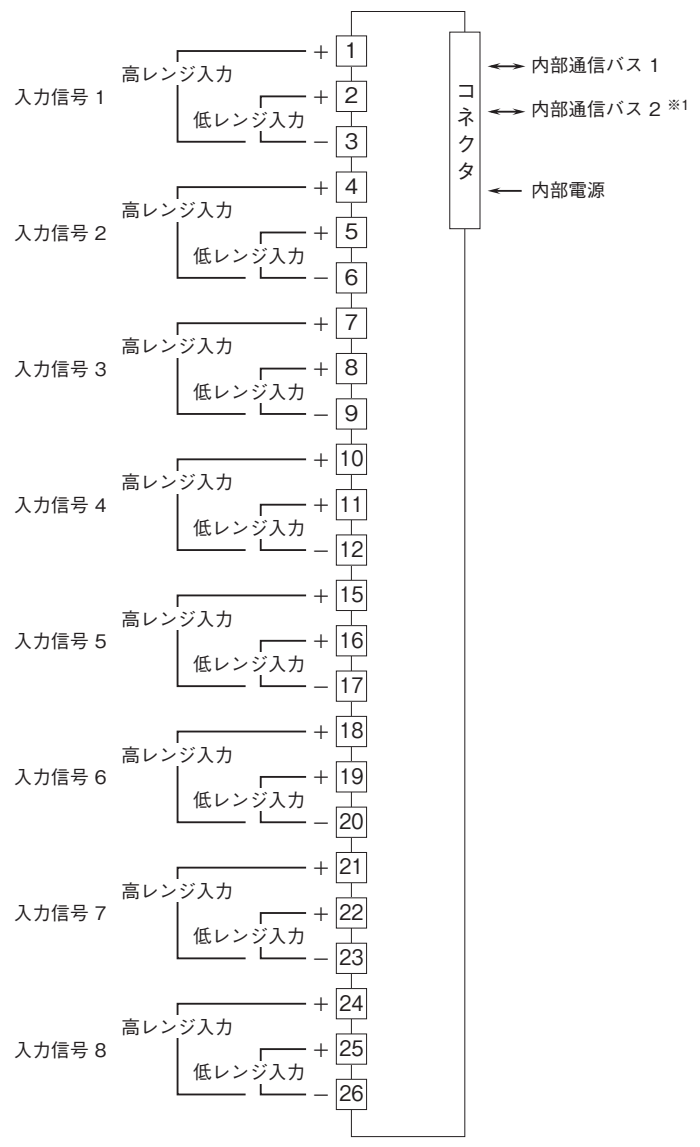 + 1
高レンジ入力
入力信号 1
+ 2
低レンジ入力
− 3
+ 4
高レンジ入力
入力信号 2
+ 5
低レンジ入力
− 6
+ 7
高レンジ入力
入力信号 3
+ 8
低レンジ入力
− 9
+ 10
高レンジ入力
入力信号 4
+ 11
低レンジ入力
− 12
+ 15
高レンジ入力
入力信号 5
+ 16
低レンジ入力
− 17
+ 18
高レンジ入力
入力信号 6
+ 19
低レンジ入力
− 20
+ 21
高レンジ入力
入力信号 7
+ 22
低レンジ入力
− 23
+ 24
高レンジ入力
入力信号 8
+ 25
低レンジ入力
− 26
コネクタ
内部通信バス 1
内部通信バス 2 ※1
内部電源